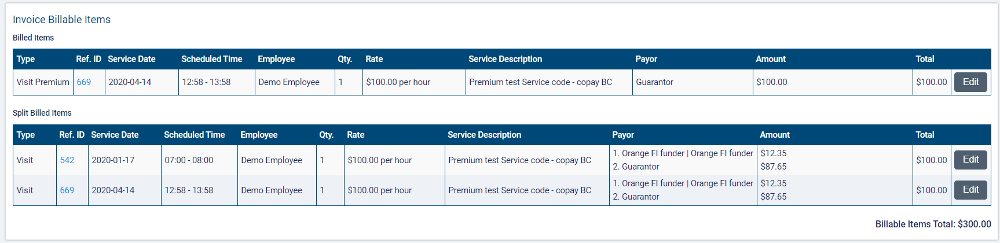 Invoice Billable Items
Billed Items
Type Ref. ID Service Date Scheduled Time Employee Qty. Rate Service Description Payor Amount Total
Visit Premium 669 2020-04-14 12:58 - 13:58 Demo Employee 1 $100.00 per hour Premium test Service code - copay BC Guarantor $100.00 $100.00 Edit
Split Billed Items
Type Ref. ID Service Date Scheduled Time Employee Qty. Rate Service Description Payor Amount Total
Visit 542 2020-01-17 07:00 - 08:00 Demo Employee 1 $100.00 per hour Premium test Service code - copay BC 1. Orange FI funder | Orange FI funder $12.35 $100.00 Edit
2. Guarantor $87.65
Visit 669 2020-04-14 12:58 - 13:58 Demo Employee 1 $100.00 per hour Premium test Service code - copay BC 1. Orange FI funder | Orange FI funder $12.35 $100.00 Edit
2. Guarantor $87.65
Billable Items Total: $300.00